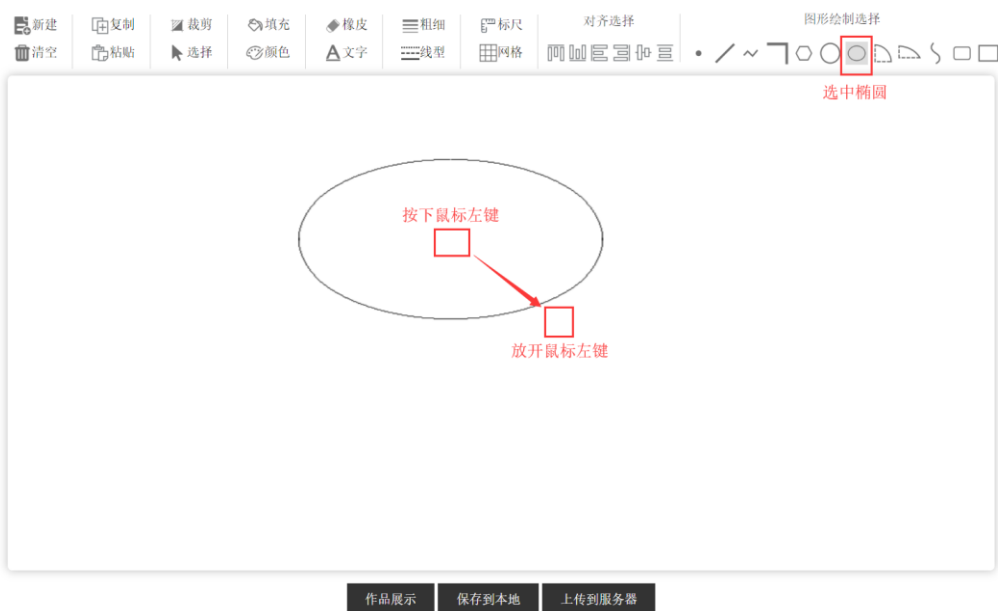 新建 复制 裁剪 填充 橡皮 粗细 标尺 对齐选择 图形绘制选择
清空 粘贴 选择 颜色 文字 线型 网格
选中椭圆
按下鼠标左键
放开鼠标左键
作品展示 保存到本地 上传到服务器